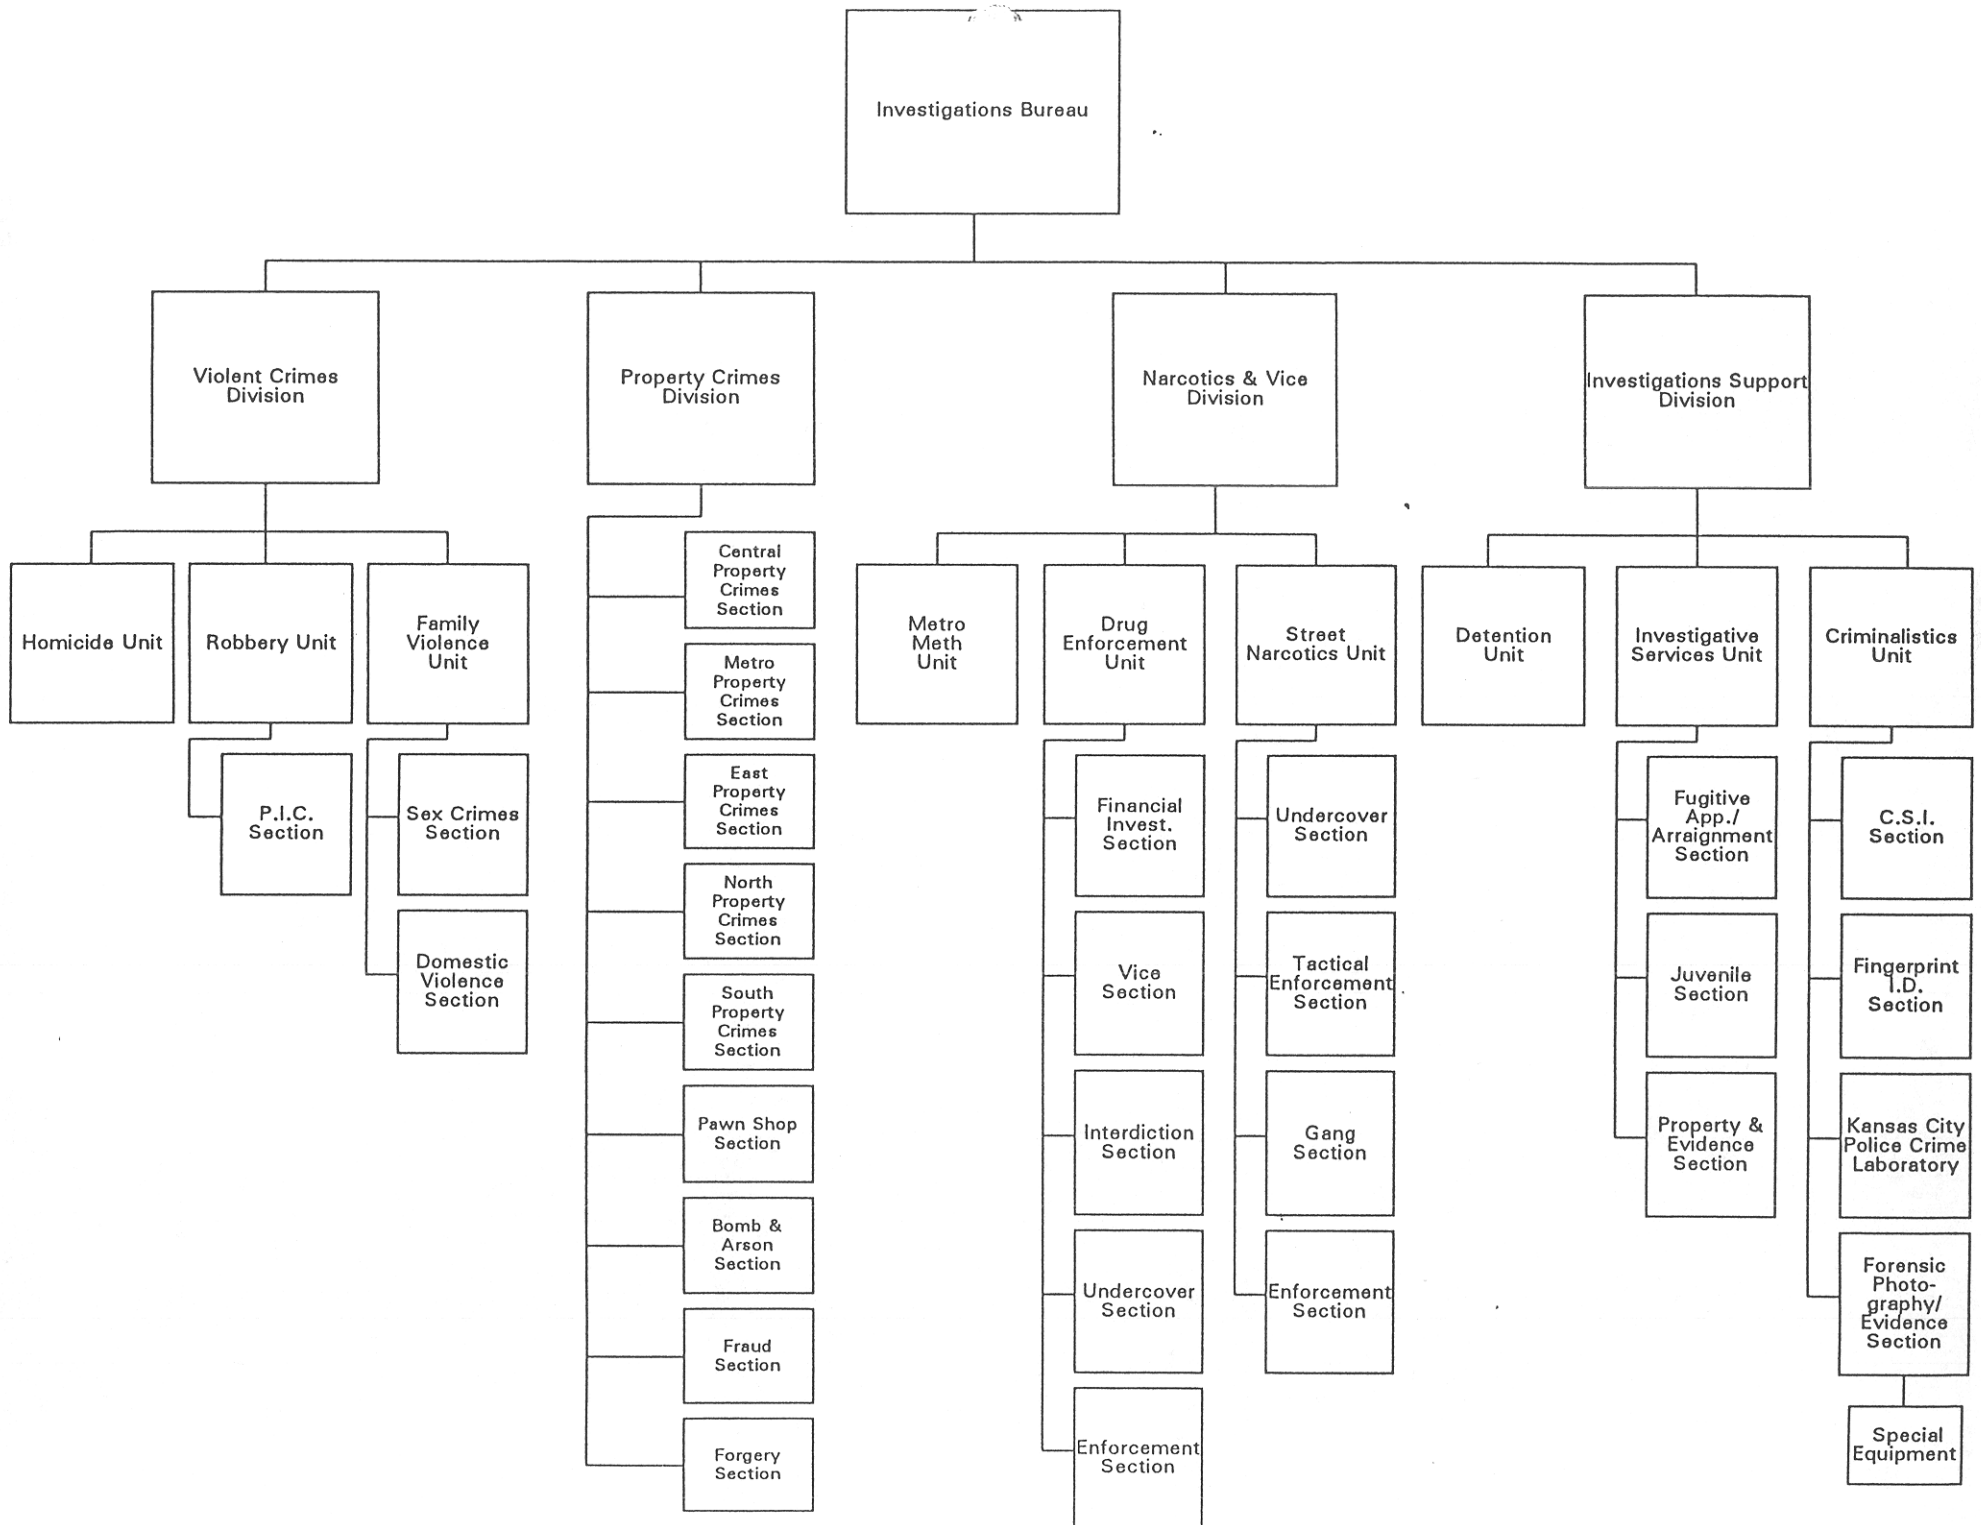 Investigations Bureau
Violent Crimes
Division
Property Crimes
Division
Narcotics & Vice
Division
Investigations Support
Division
Homicide Unit
Robbery Unit
Family
Violence
Unit
P.I.C.
Section
Sex Crimes
Section
Domestic
Violence
Section
Central
Property
Crimes
Section
Metro
Property
Crimes
Section
East
Property
Crimes
Section
North
Property
Crimes
Section
South
Property
Crimes
Section
Pawn Shop
Section
Bomb &
Arson
Section
Fraud
Section
Forgery
Section
Metro
Meth
Unit
Drug
Enforcement
Unit
Street
Narcotics Unit
Financial
Invest.
Section
Vice
Section
Interdiction
Section
Undercover
Section
Enforcement
Section
Undercover
Section
Tactical
Enforcement
Section
Gang
Section
Enforcement
Section
Detention
Unit
Investigative
Services Unit
Criminalistics
Unit
Fugitive
App./
Arraignment
Section
Juvenile
Section
Property &
Evidence
Section
C.S.I.
Section
Fingerprint
I.D.
Section
Kansas City
Police Crime
Laboratory
Forensic
Photo-
graphy/
Evidence
Section
Special
Equipment